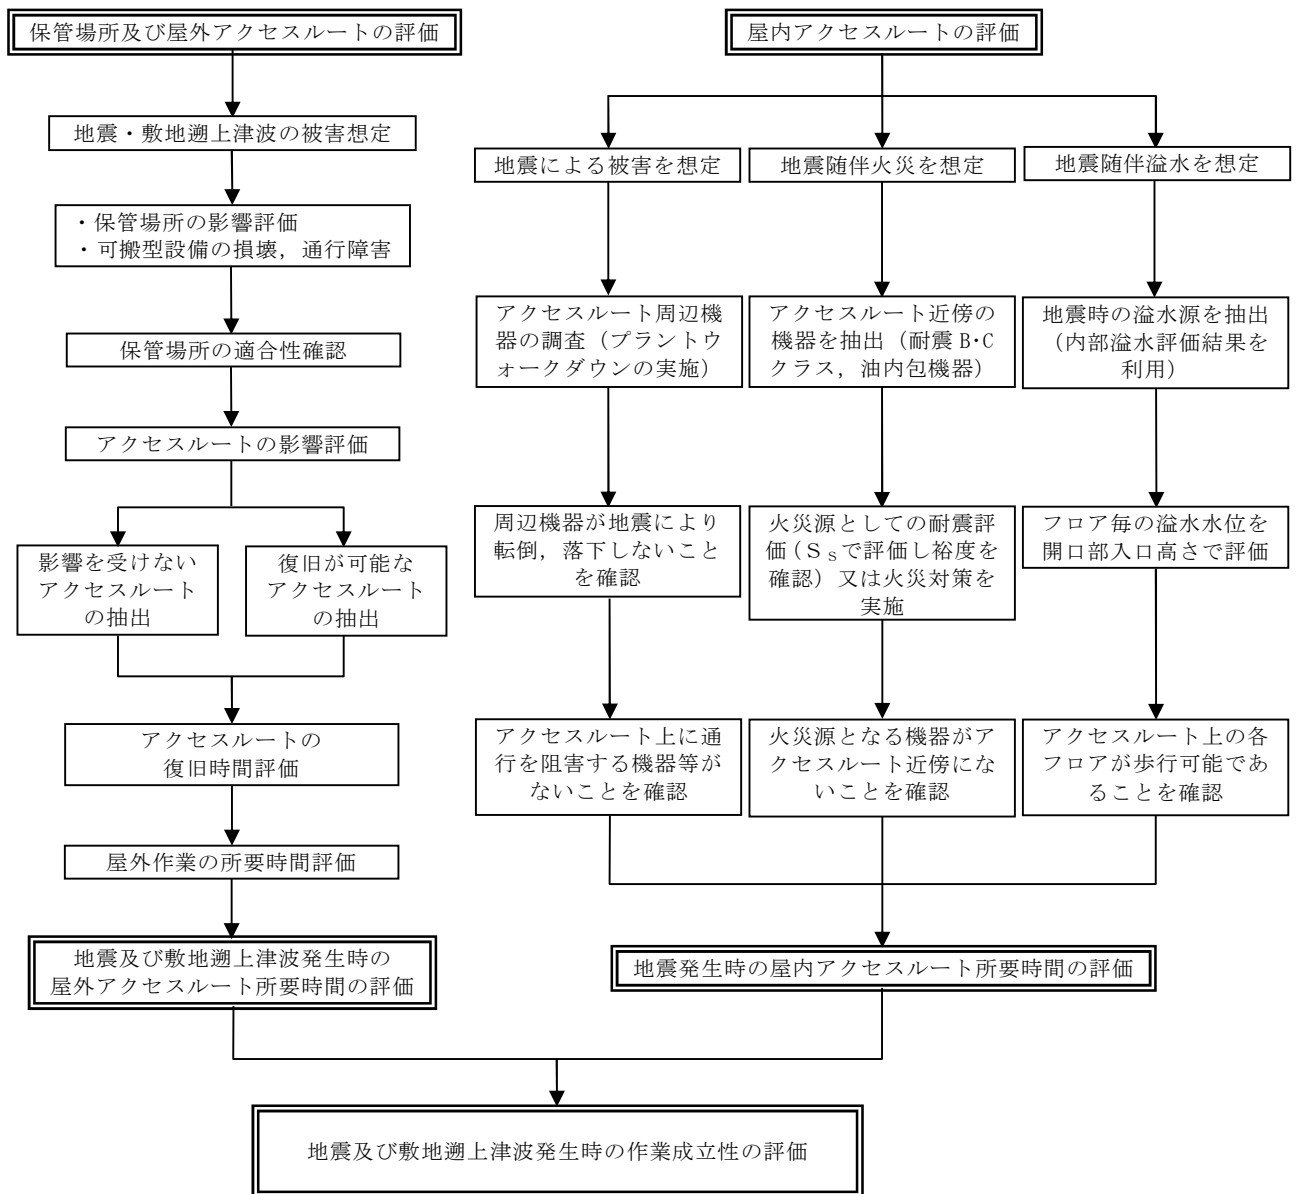 保管場所及び屋外アクセスルートの評価
地震・敷地遡上津波の被害想定
・保管場所の影響評価
・可搬型設備の損壊，通行障害
保管場所の適合性確認
アクセスルートの影響評価
影響を受けない
アクセスルート
の抽出
復旧が可能な
アクセスルート
の抽出
アクセスルートの
復旧時間評価
屋外作業の所要時間評価
地震及び敷地遡上津波発生時の
屋外アクセスルート所要時間の評価
屋内アクセスルートの評価
地震による被害を想定
アクセスルート周辺機
器の調査（プラントウ
ォークダウンの実施）
周辺機器が地震により
転倒，落下しないこと
を確認
アクセスルート上に通
行を阻害する機器等が
ないことを確認
地震随伴火災を想定
アクセスルート近傍の
機器を抽出（耐震 B･C
クラス，油内包機器）
火災源としての耐震評
価（Ｓｓで評価し裕度を
確認）又は火災対策を
実施
火災源となる機器がア
クセスルート近傍にな
いことを確認
地震随伴溢水を想定
地震時の溢水源を抽出
（内部溢水評価結果を
利用）
フロア毎の溢水水位を
開口部入口高さで評価
アクセスルート上の各
フロアが歩行可能であ
ることを確認
地震発生時の屋内アクセスルート所要時間の評価
地震及び敷地遡上津波発生時の作業成立性の評価